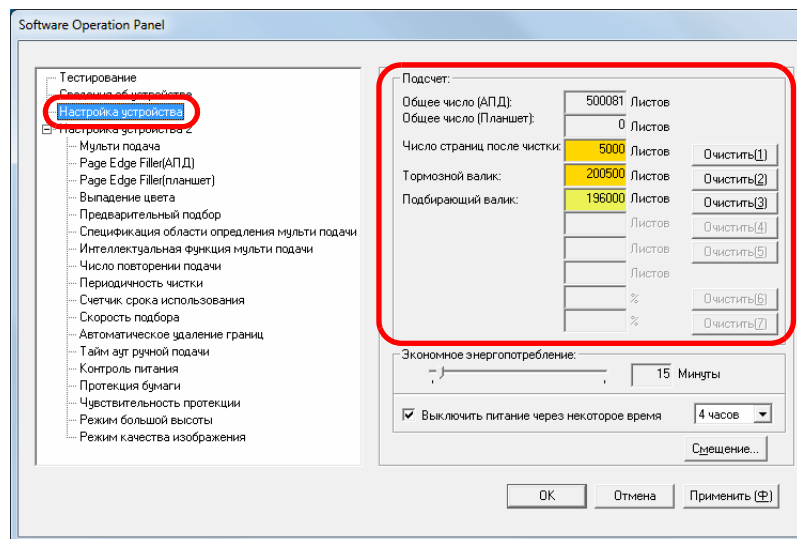 Software Operation Panel
Тестирование
Сведения об устройстве
Настройка устройства
Настройка устройства 2
Мульти подача
Page Edge Filler(АПД)
Page Edge Filler(планшет)
Выпадение цвета
Предварительный подбор
Спецификация области опредления мульти подачи
Интеллектуальная функция мульти подачи
Число повторении подачи
Периодичность чистки
Счетчик срока использования
Скорость подбора
Автоматическое удаление границ
Тайм аут ручной подачи
Контроль питания
Протекция бумаги
Чувствительность протекции
Режим большой высоты
Режим качества изображения
Подсчет:
Общее число (АПД): 500081 Листов
Общее число (Планшет): 0 Листов
Число страниц после чистки: 5000 Листов Очистить(1)
Тормозной валик: 200500 Листов Очистить(2)
Подбирающий валик: 196000 Листов Очистить(3)
Листов Очистить(4)
Листов Очистить(5)
Листов
% Очистить(6)
% Очистить(7)
Экономное энергопотребление:
15 Минуты
Выключить питание через некоторое время 4 часов
Смещение...
OK Отмена Применить (Ф)